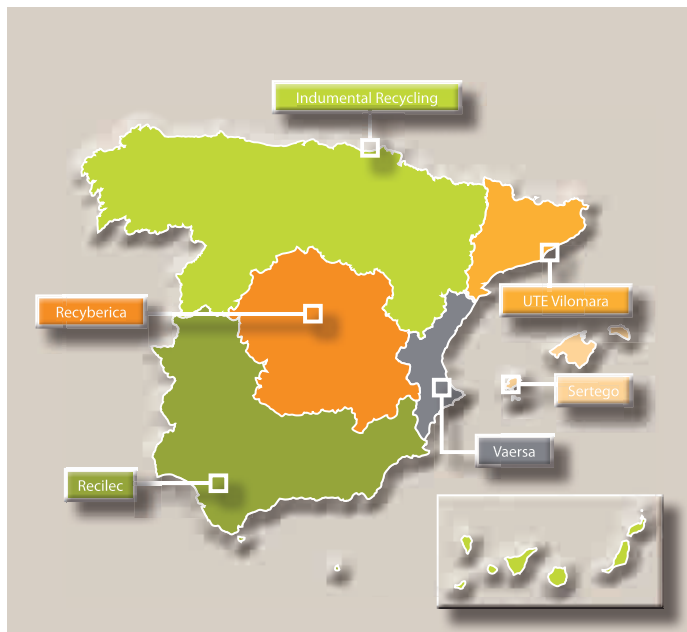 Indumental Recycling
UTE Vilomara
Recyberica
Sertego
Vaersa
Recilec